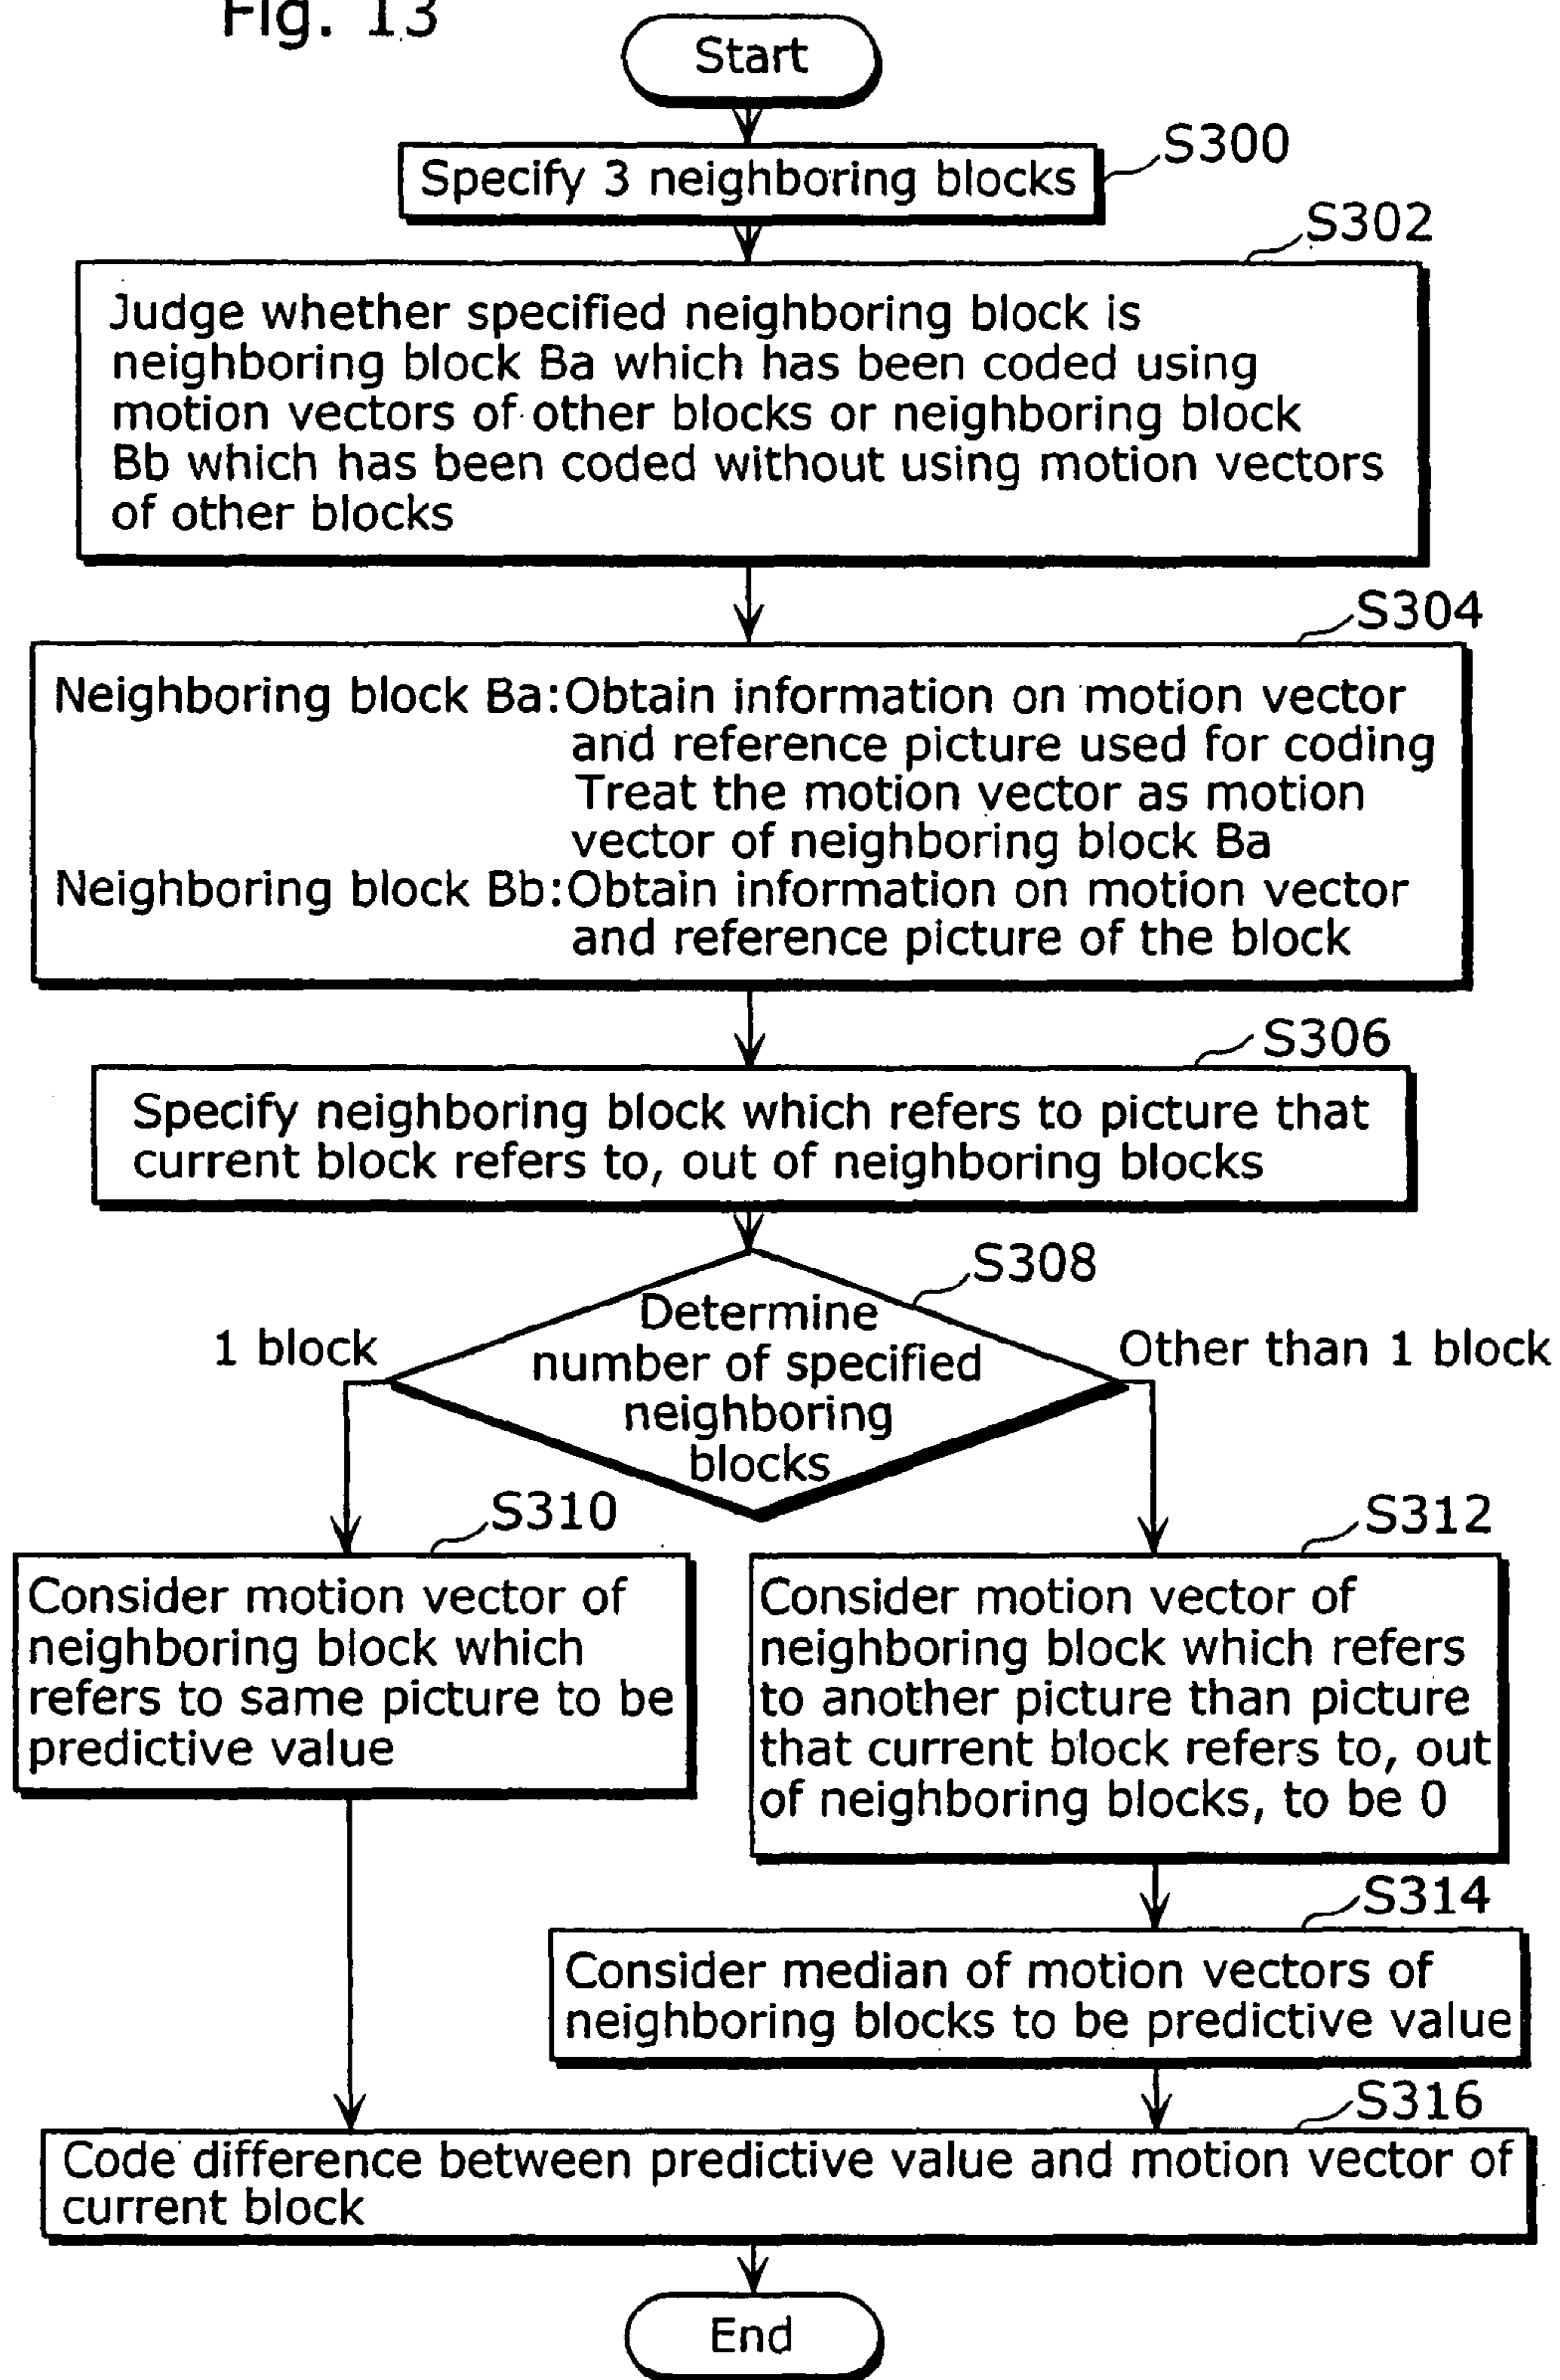 Fig. 13
Start
S300
Specify 3 neighboring blocks
S302
Judge whether specified neighboring block is
neighboring block Ba which has been coded using
motion vectors of other blocks or neighboring block
Bb which has been coded without using motion vectors
of other blocks
S304
Neighboring block Ba:Obtain information on motion vector
and reference picture used for coding
Treat the motion vector as motion
vector of neighboring block Ba
Neighboring block Bb:Obtain information on motion vector
and reference picture of the block
S306
Specify neighboring block which refers to picture that
current block refers to, out of neighboring blocks
S308
Determine
number of specified
neighboring
blocks
1 block
Other than 1 block
S310
Consider motion vector of
neighboring block which
refers to same picture to be
predictive value
S312
Consider motion vector of
neighboring block which refers
to another picture than picture
that current block refers to, out
of neighboring blocks, to be 0
S314
Consider median of motion vectors of
neighboring blocks to be predictive value
S316
Code difference between predictive value and motion vector of
current block
End